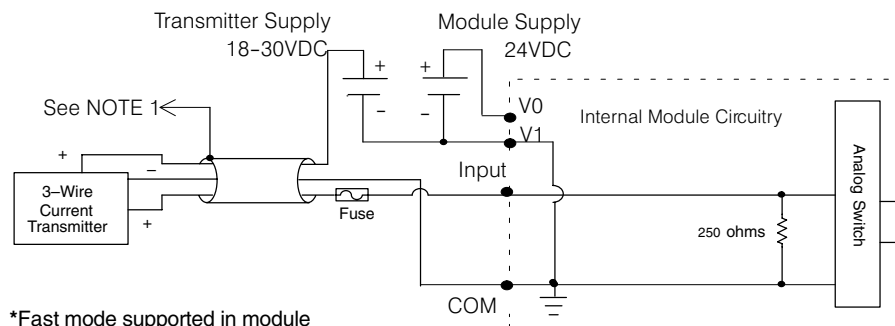 Transmitter Supply
18–30VDC
Module Supply
24VDC
+
+
–
–
See NOTE 1
V0
V1
Internal Module Circuitry
+
–
+
3–Wire
Current
Transmitter
Input
Fuse
250 ohms
Analog Switch
COM
*Fast mode supported in module